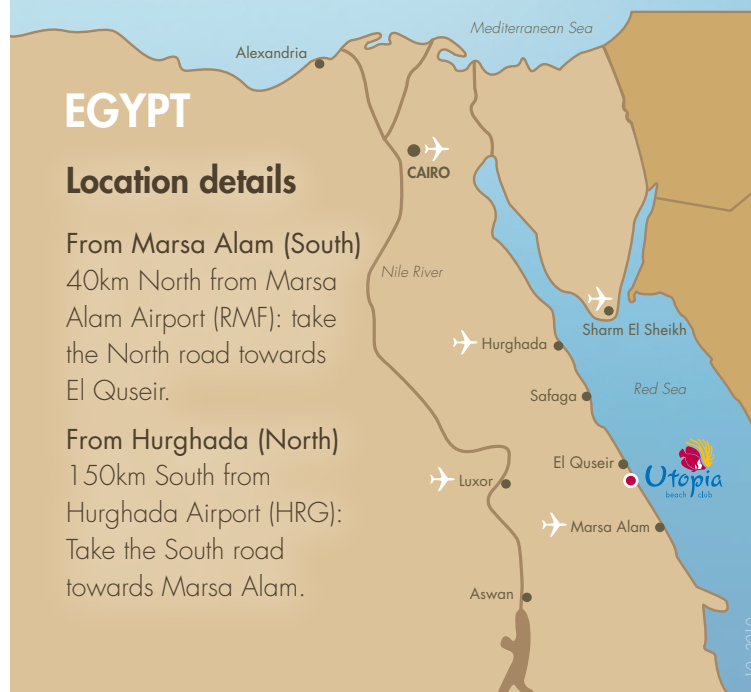 Mediterranean Sea
Alexandria
EGYPT
CAIRO
Location details
From Marsa Alam (South)
40km North from Marsa
Alam Airport (RMF): take
the North road towards
El Quseir.
From Hurghada (North)
150km South from
Hurghada Airport (HRG):
Take the South road
towards Marsa Alam.
Nile River
Sharm El Sheikh
Hurghada
Red Sea
Safaga
El Quseir
Utopia
beach club
Luxor
Marsa Alam
Aswan